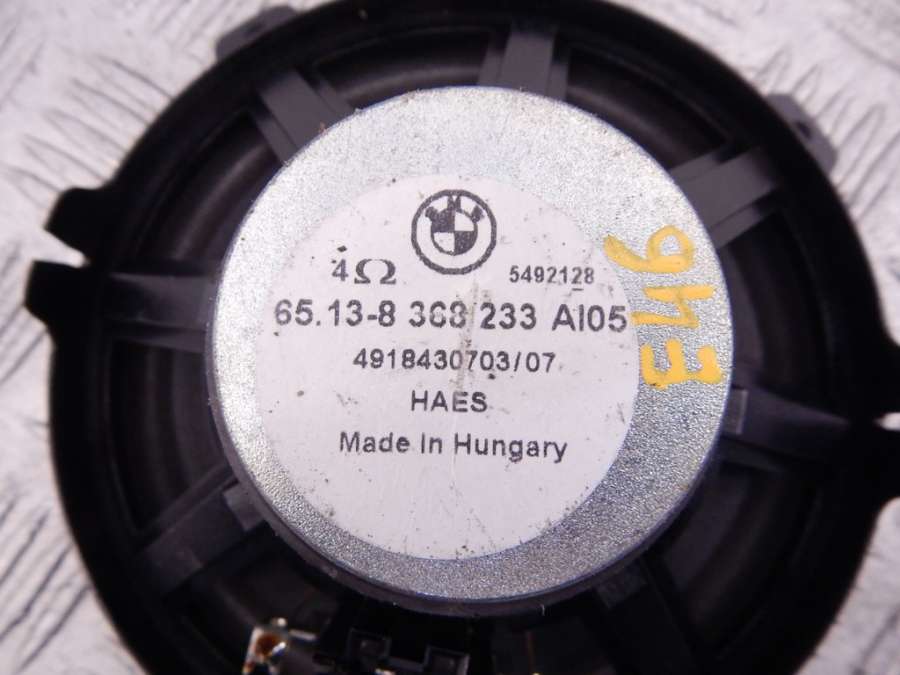 4Ω 5492128
65.13-8 368 233 AI05
4918430703/07
HAES
Made In Hungary
E46